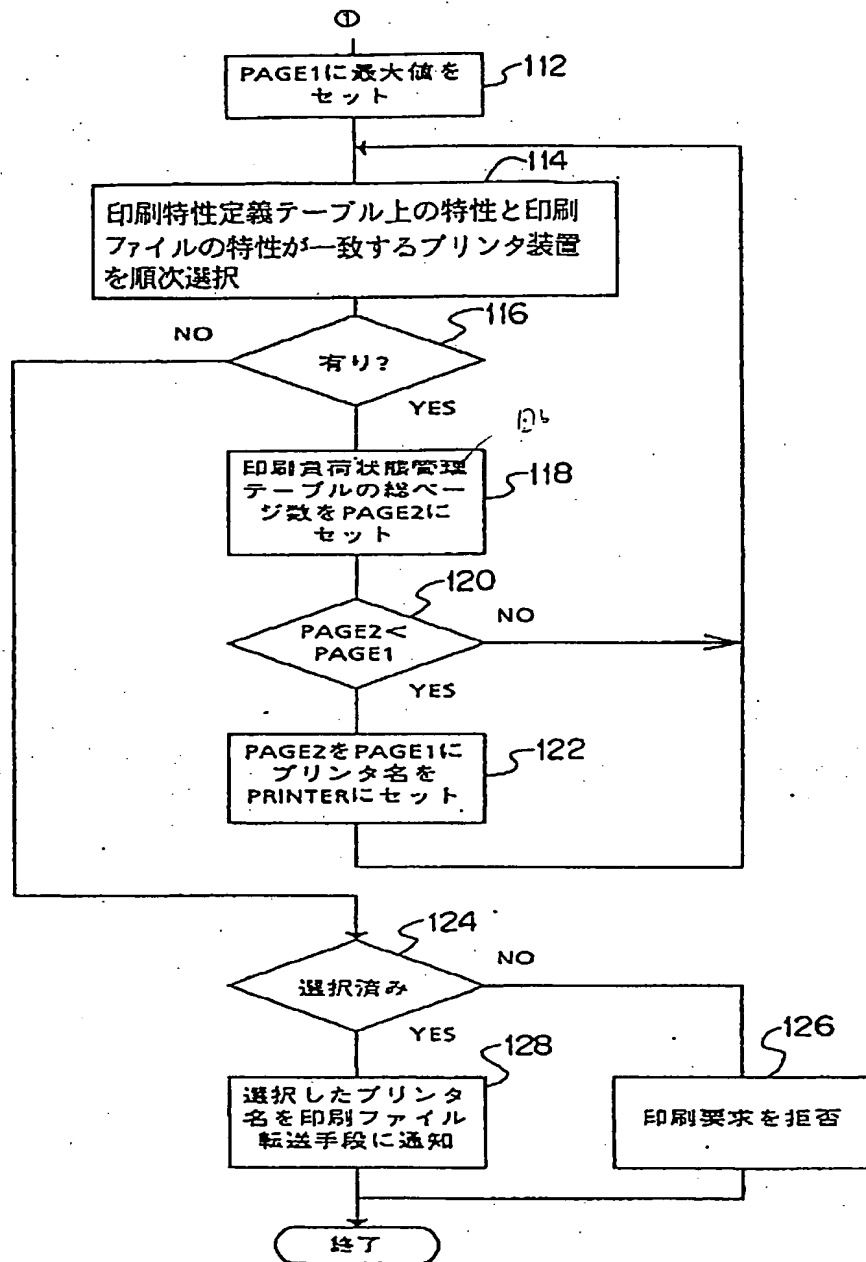 ①
PAGE1に最大値を
セット
112
114
印刷特性定義テーブル上の特性と印刷
ファイルの特性が一致するプリンタ装置
を順次選択
116
NO
有り?
YES
印刷負荷状態管理
テーブルの総ペー
ジ数をPAGE2に
セット
118
120
NO
PAGE2<
PAGE1
YES
PAGE2をPAGE1に
プリンタ名を
PRINTERにセット
122
124
NO
選択済み
YES
128
126
選択したプリンタ
名を印刷ファイル
転送手段に通知
印刷要求を拒否
終了